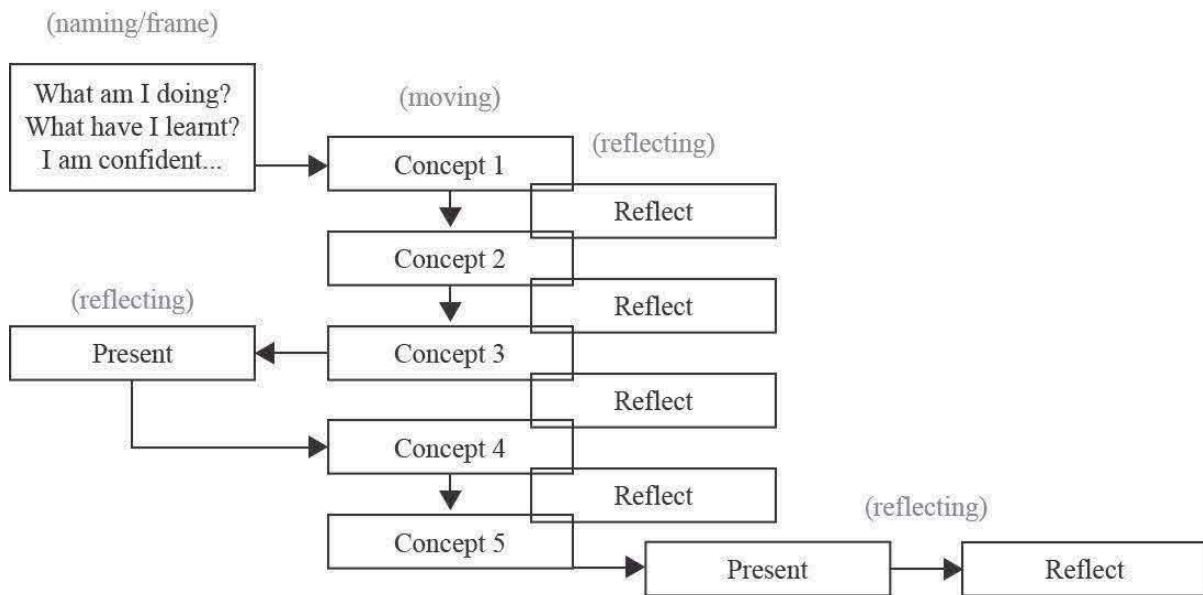 (naming/frame)
What am I doing?
What have I learnt?
I am confident...
(moving)
Concept 1
(reflecting)
Reflect
Concept 2
Reflect
(reflecting)
Present
Concept 3
Reflect
Concept 4
Reflect
Concept 5
(reflecting)
Present
Reflect